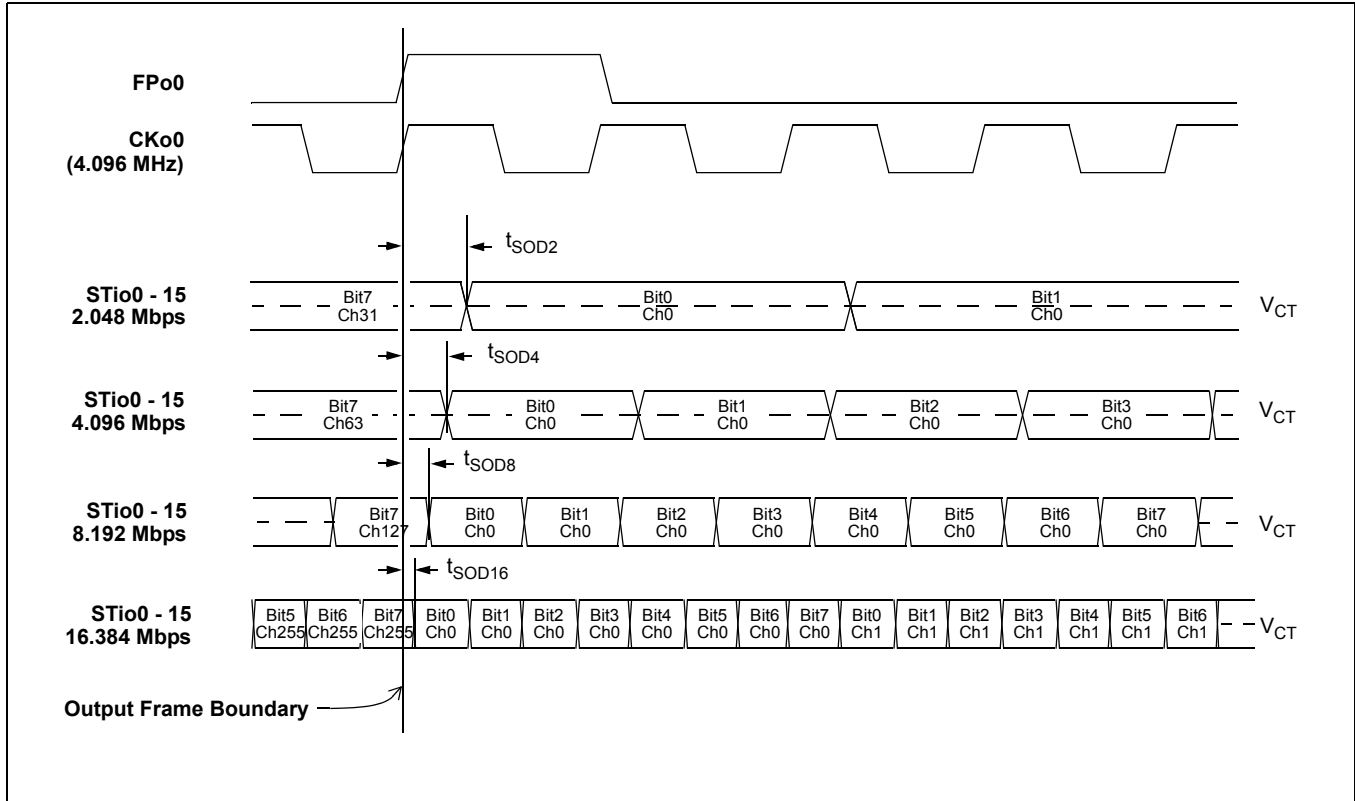 FPo0
CKo0
(4.096 MHz)
tSOD2
STio0 - 15
2.048 Mbps
Bit7
Ch31
Bit0
Ch0
Bit1
Ch0
VCT
tSOD4
STio0 - 15
4.096 Mbps
Bit7
Ch63
Bit0
Ch0
Bit1
Ch0
Bit2
Ch0
Bit3
Ch0
VCT
tSOD8
STio0 - 15
8.192 Mbps
Bit7
Ch127
Bit0
Ch0
Bit1
Ch0
Bit2
Ch0
Bit3
Ch0
Bit4
Ch0
Bit5
Ch0
Bit6
Ch0
Bit7
Ch0
VCT
tSOD16
STio0 - 15
16.384 Mbps
Bit5
Ch255
Bit6
Ch255
Bit7
Ch255
Bit0
Ch0
Bit1
Ch0
Bit2
Ch0
Bit3
Ch0
Bit4
Ch0
Bit5
Ch0
Bit6
Ch0
Bit7
Ch0
Bit0
Ch1
Bit1
Ch1
Bit2
Ch1
Bit3
Ch1
Bit4
Ch1
Bit5
Ch1
Bit6
Ch1
VCT
Output Frame Boundary